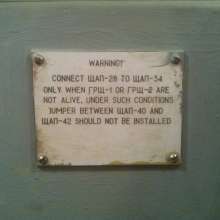 WARNING!
CONNECT ЩАП-28 TO ЩАП-34
ONLY WHEN ГРЩ-1 OR ГРЩ-2 ARE
NOT ALIVE, UNDER SUCH CONDITIONS
JUMPER BETWEEN ЩАП-40 AND
ЩАП-42 SHOULD NOT BE INSTALLED